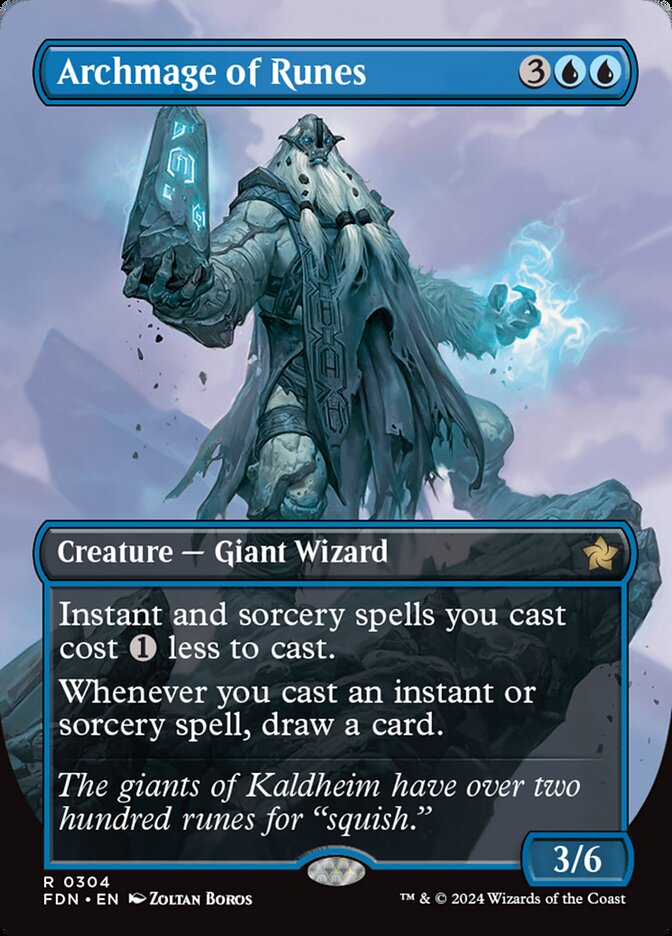 Archmage of Runes 3
Creature — Giant Wizard
Instant and sorcery spells you cast
cost 1 less to cast.
Whenever you cast an instant or
sorcery spell, draw a card.
The giants of Kaldheim have over two
hundred runes for “squish.”
3/6
R 0304
FDN • EN Zoltan Boros
™ & © 2024 Wizards of the Coast